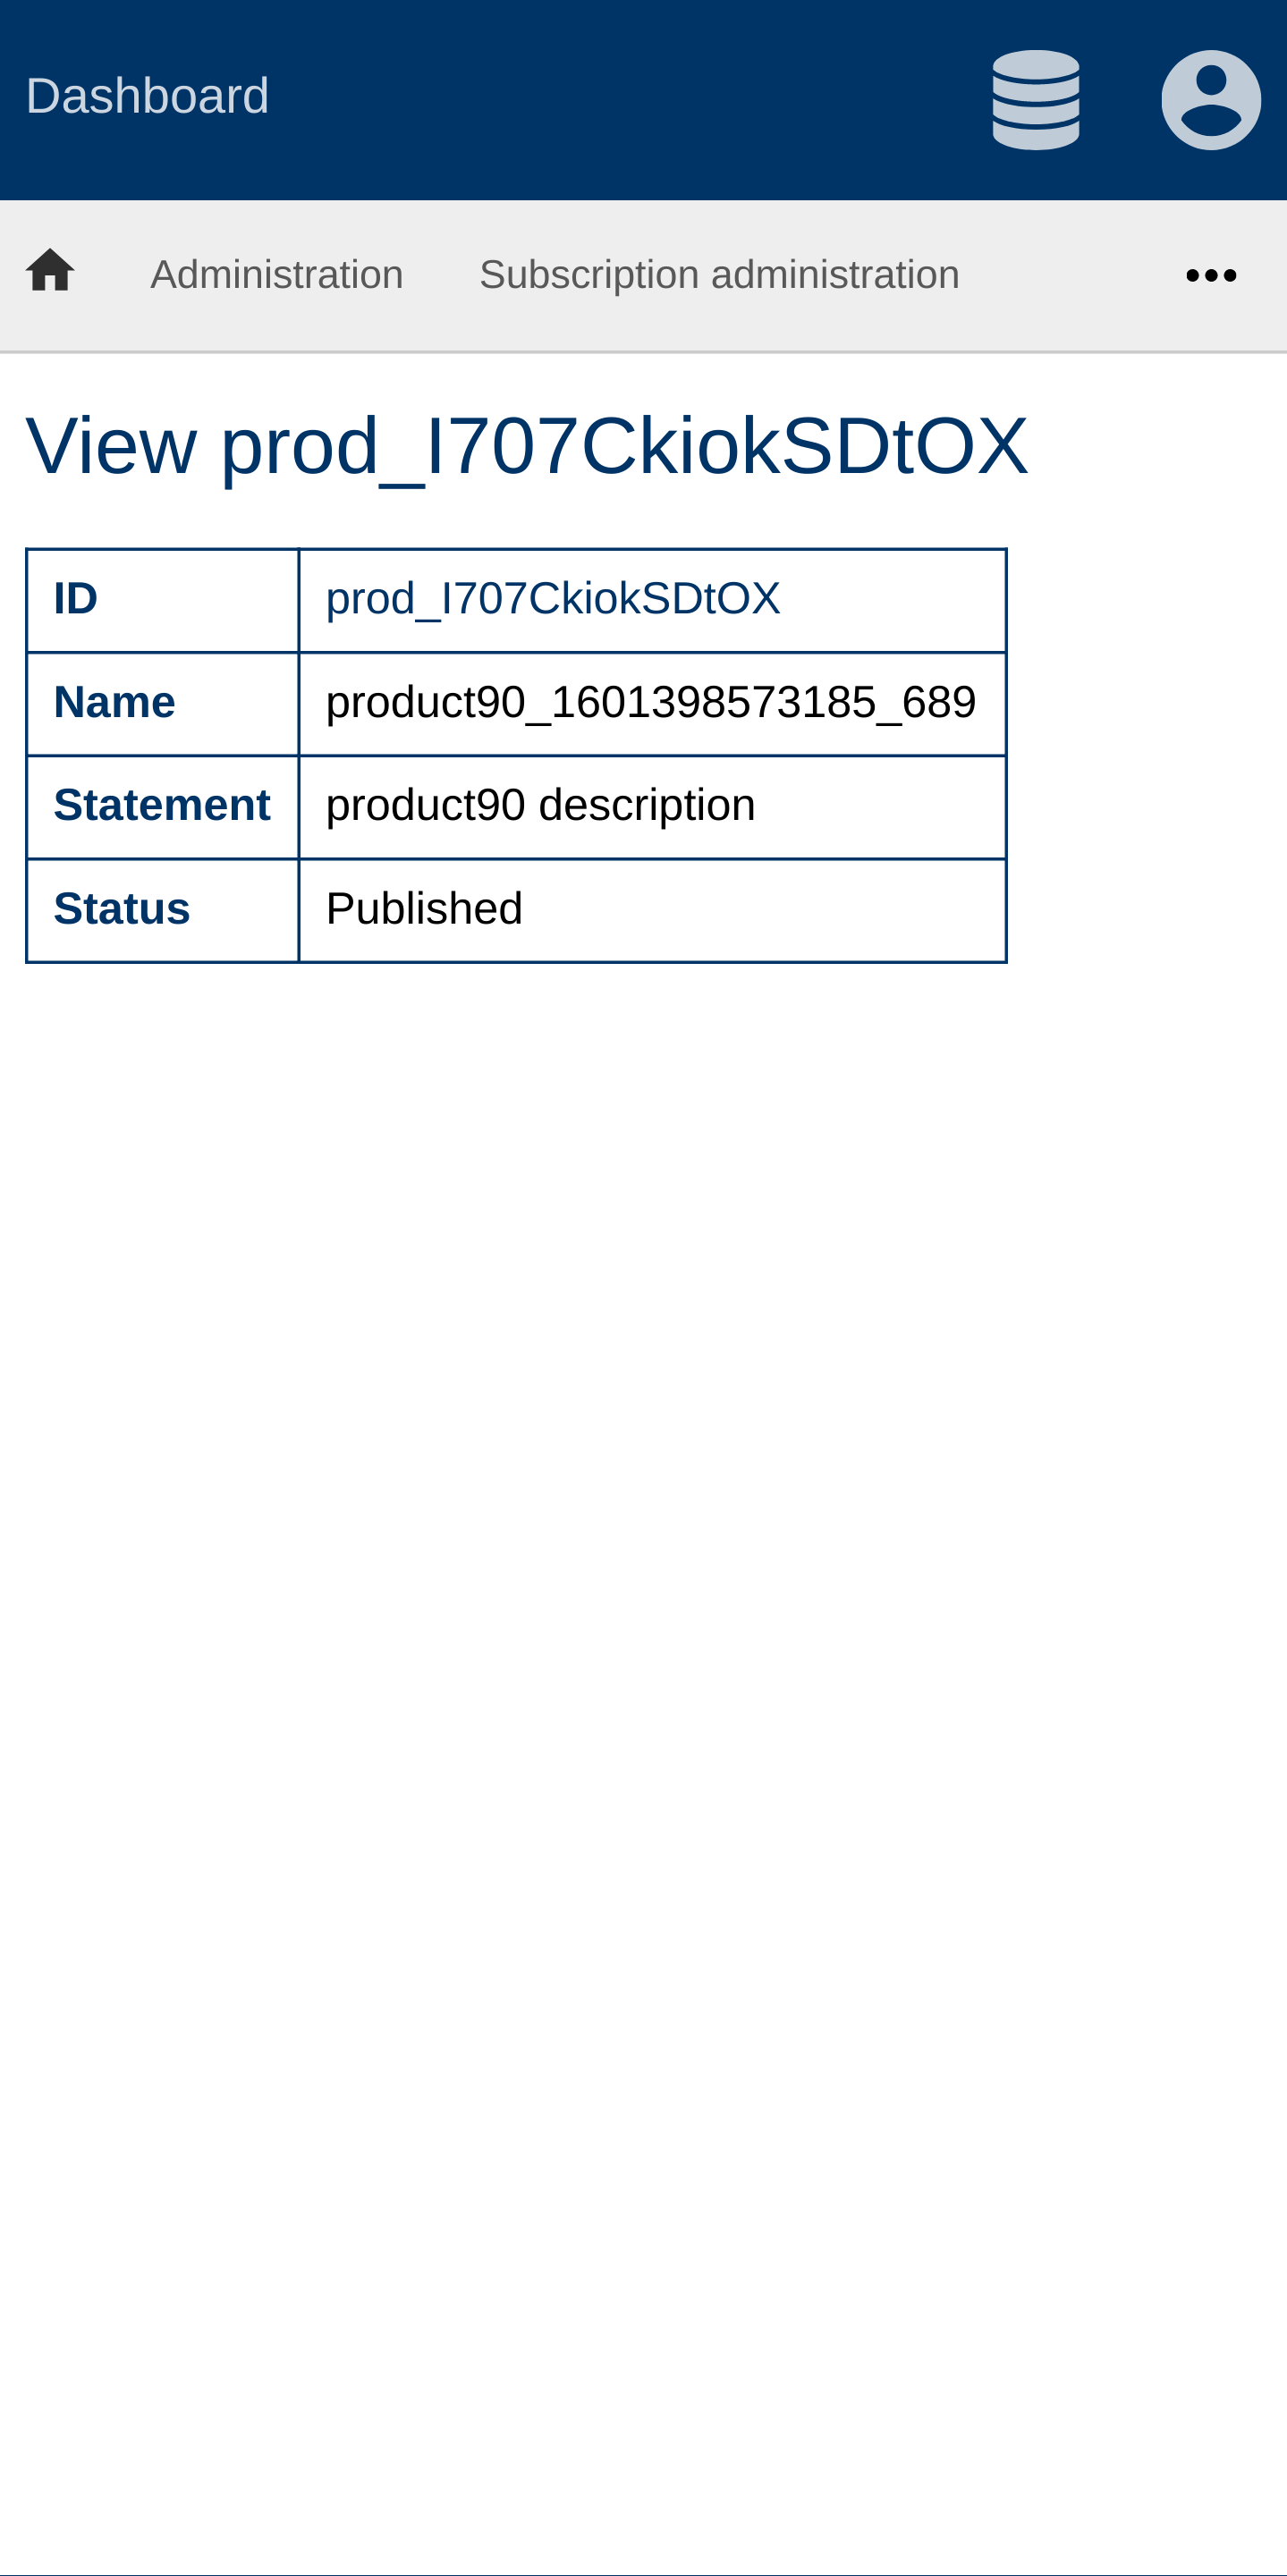 Dashboard
Administration Subscription administration
View prod_I707CkiokSDtOX
ID prod_I707CkiokSDtOX
Name product90_1601398573185_689
Statement product90 description
Status Published